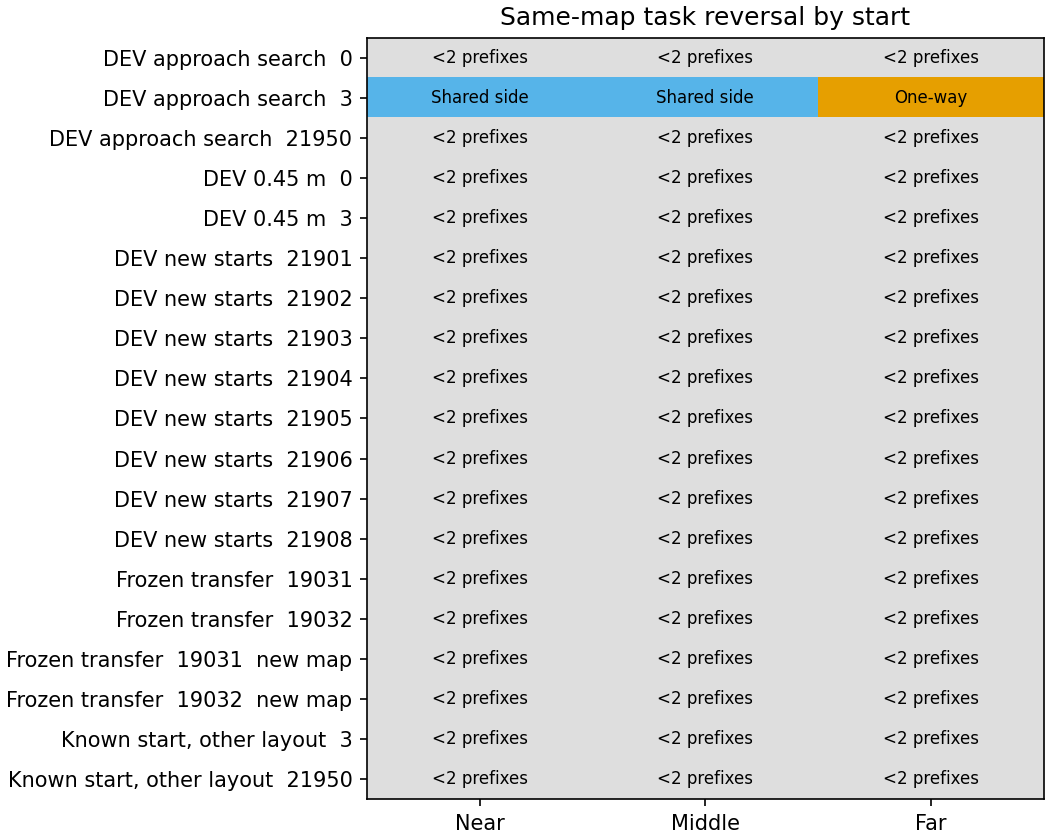 Same-map task reversal by start
DEV approach search  0 <2 prefixes <2 prefixes <2 prefixes
DEV approach search  3 Shared side Shared side One-way
DEV approach search  21950 <2 prefixes <2 prefixes <2 prefixes
DEV 0.45 m  0 <2 prefixes <2 prefixes <2 prefixes
DEV 0.45 m  3 <2 prefixes <2 prefixes <2 prefixes
DEV new starts  21901 <2 prefixes <2 prefixes <2 prefixes
DEV new starts  21902 <2 prefixes <2 prefixes <2 prefixes
DEV new starts  21903 <2 prefixes <2 prefixes <2 prefixes
DEV new starts  21904 <2 prefixes <2 prefixes <2 prefixes
DEV new starts  21905 <2 prefixes <2 prefixes <2 prefixes
DEV new starts  21906 <2 prefixes <2 prefixes <2 prefixes
DEV new starts  21907 <2 prefixes <2 prefixes <2 prefixes
DEV new starts  21908 <2 prefixes <2 prefixes <2 prefixes
Frozen transfer  19031 <2 prefixes <2 prefixes <2 prefixes
Frozen transfer  19032 <2 prefixes <2 prefixes <2 prefixes
Frozen transfer  19031  new map <2 prefixes <2 prefixes <2 prefixes
Frozen transfer  19032  new map <2 prefixes <2 prefixes <2 prefixes
Known start, other layout  3 <2 prefixes <2 prefixes <2 prefixes
Known start, other layout  21950 <2 prefixes <2 prefixes <2 prefixes
Near Middle Far